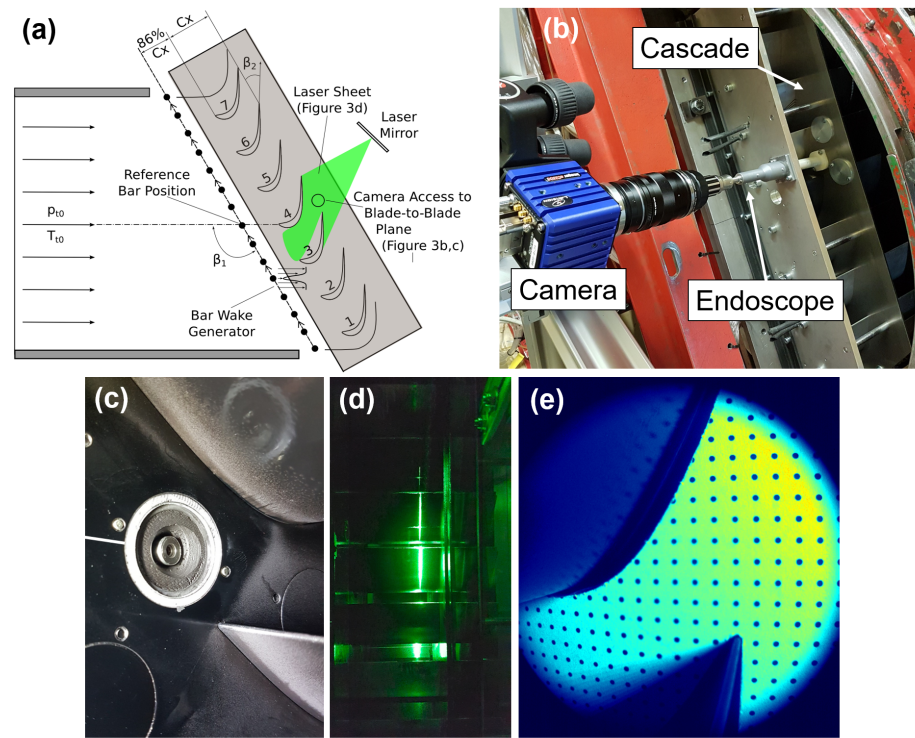 (a)
86%
Cx
Cx
β2
7
6
5
4
3
2
1
Laser Sheet
(Figure 3d)
Laser
Mirror
Reference
Bar Position
Camera Access to
Blade-to-Blade
Plane
(Figure 3b,c)
pt0
Tt0
β1
Bar Wake
Generator
(b)
Cascade
Camera
Endoscope
(c)
(d)
(e)